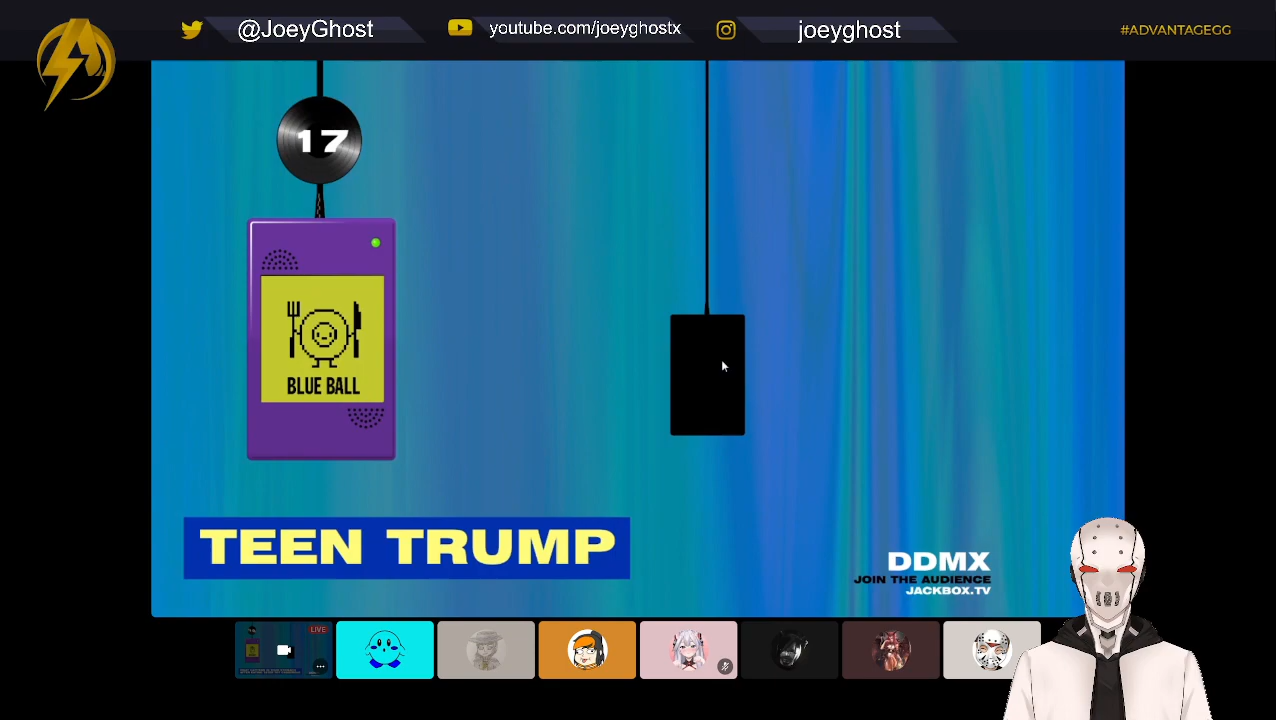 @JoeyGhost
youtube.com/joeyghostx
joeyghost
#ADVANTAGEGG
17
BLUE BALL
TEEN TRUMP
DDMX
JOIN THE AUDIENCE
JACKBOX.TV
LIVE